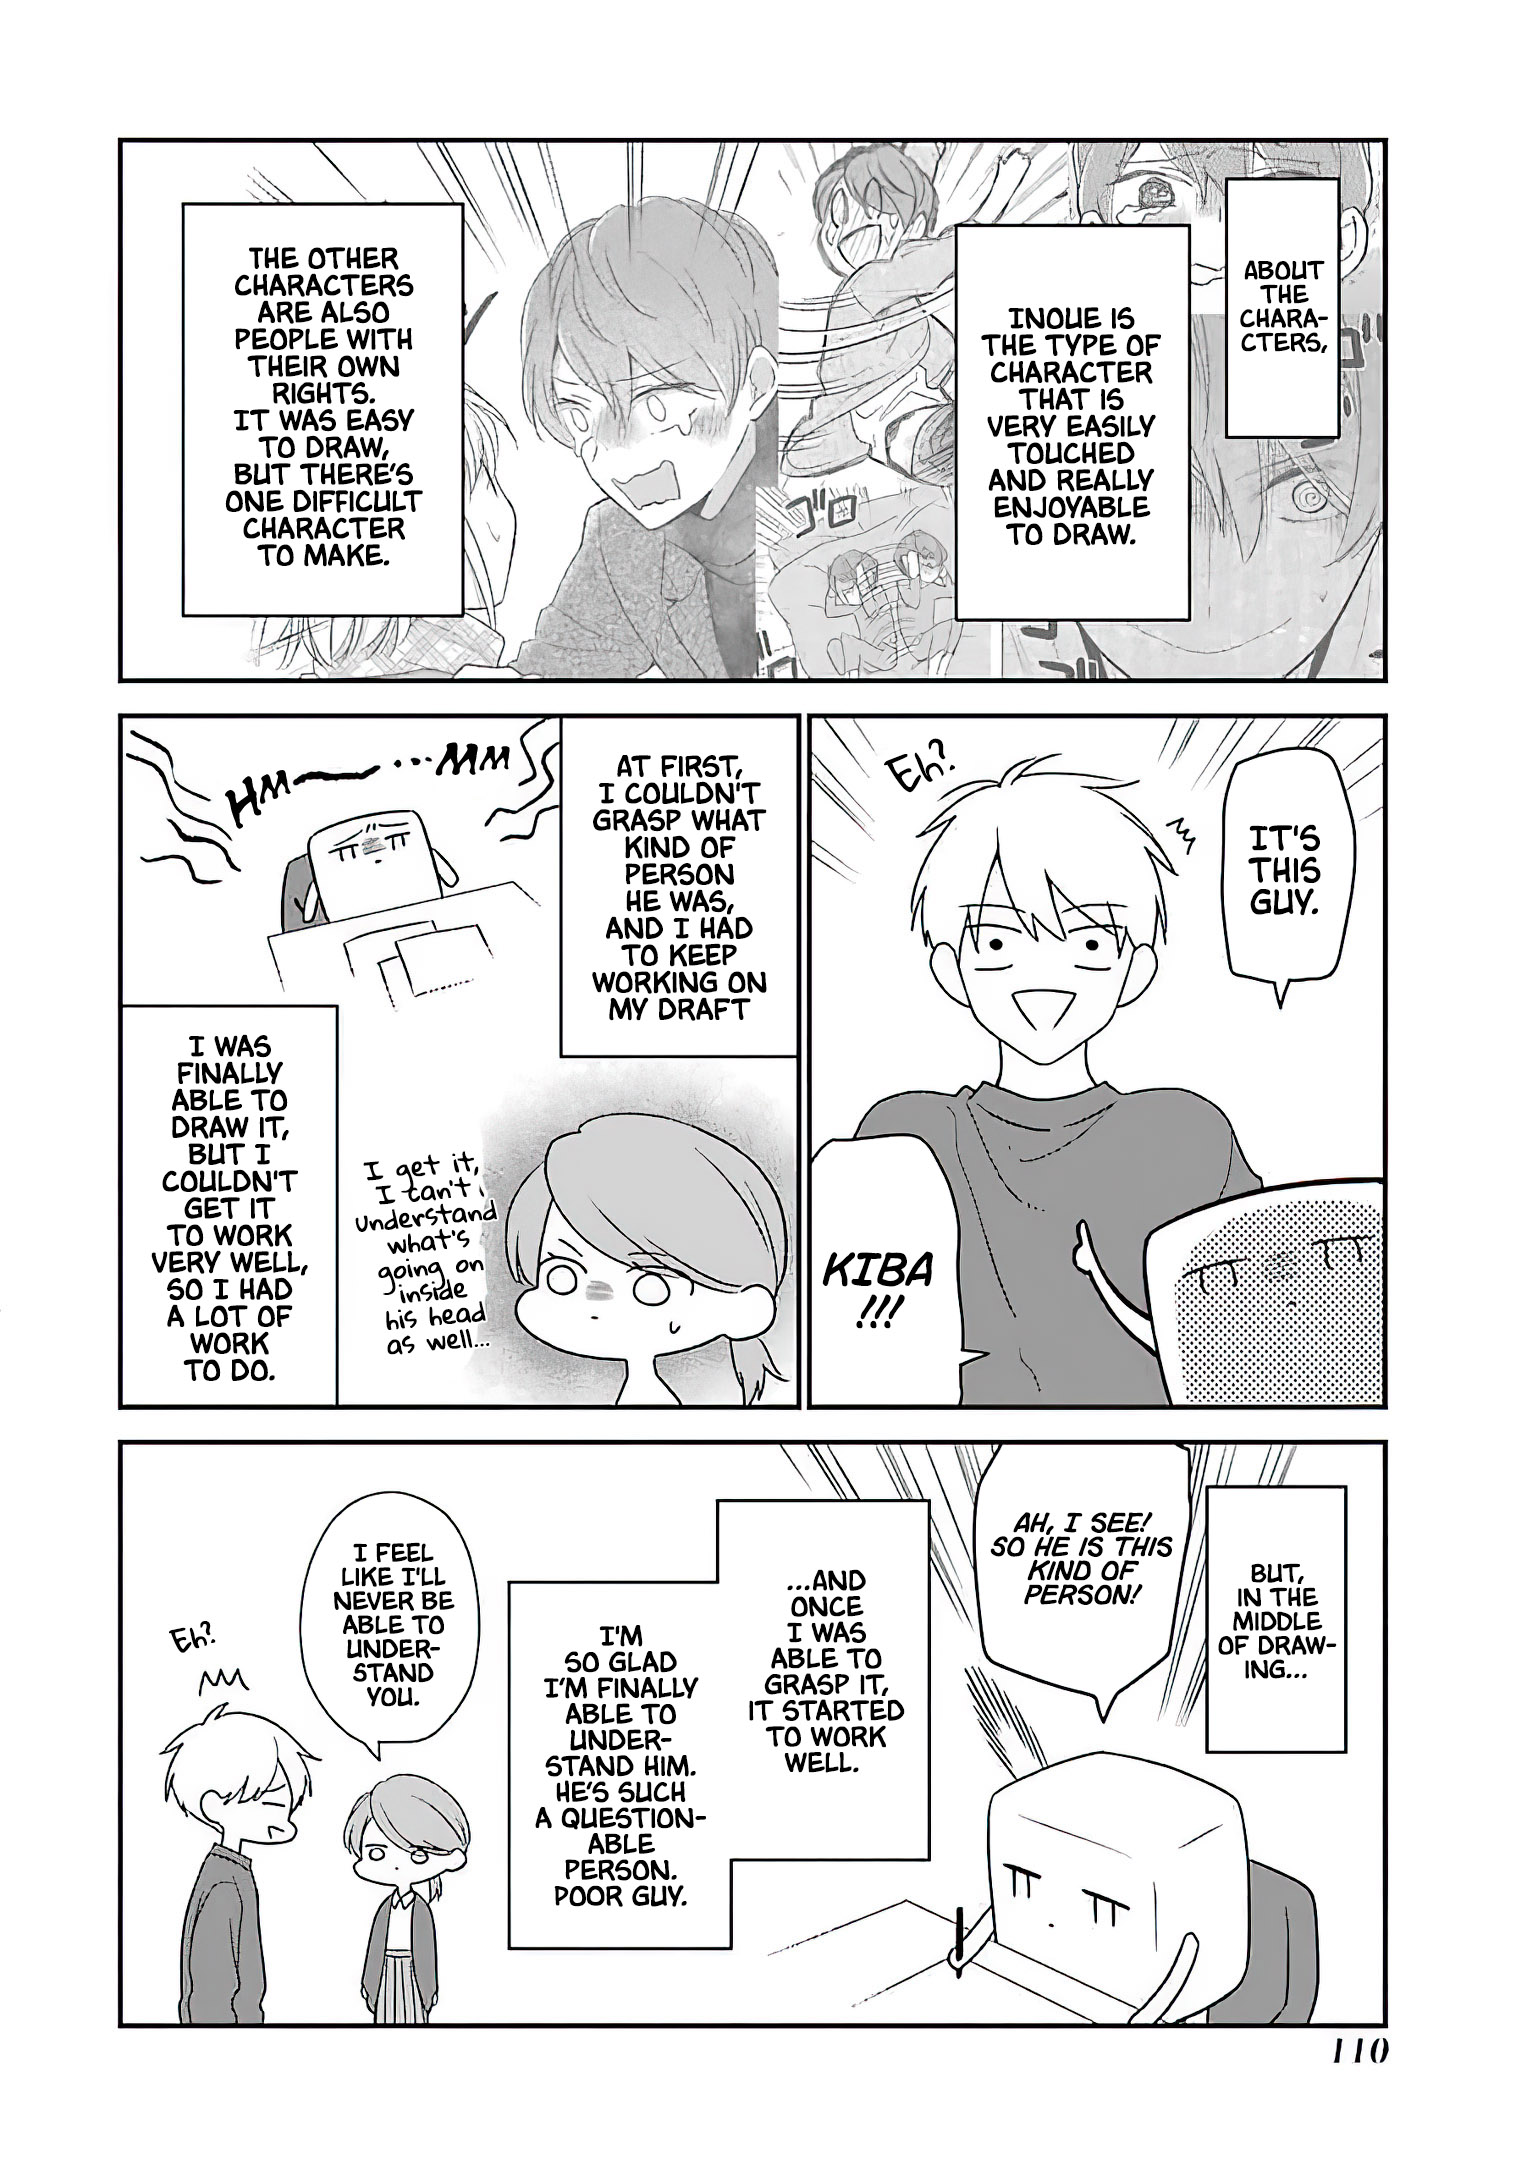 ABOUT
THE
CHARA-
CTERS,
INOUE IS
THE TYPE OF
CHARACTER
THAT IS
VERY EASILY
TOUCHED
AND REALLY
ENJOYABLE
TO DRAW.
ゴロ
THE OTHER
CHARACTERS
ARE ALSO
PEOPLE WITH
THEIR OWN
RIGHTS.
IT WAS EASY
TO DRAW,
BUT THERE'S
ONE DIFFICULT
CHARACTER
TO MAKE.
IT'S
THIS
GUY.
Eh?
KIBA
!!!
AT FIRST,
I COULDN'T
GRASP WHAT
KIND OF
PERSON
HE WAS,
AND I HAD
TO KEEP
WORKING ON
MY DRAFT
HM— ...MM
I get it,
I can't
understand
what's
going on
inside
his head
as well...
I WAS
FINALLY
ABLE TO
DRAW IT,
BUT I
COULDN'T
GET IT
TO WORK
VERY WELL,
SO I HAD
A LOT OF
WORK
TO DO.
BUT,
IN THE
MIDDLE
OF DRAW-
ING...
AH, I SEE!
SO HE IS THIS
KIND OF
PERSON!
...AND
ONCE
I WAS
ABLE TO
GRASP IT,
IT STARTED
TO WORK
WELL.
I'M
SO GLAD
I'M FINALLY
ABLE TO
UNDER-
STAND HIM.
HE'S SUCH
A QUESTION-
ABLE
PERSON.
POOR GUY.
I FEEL
LIKE I'LL
NEVER BE
ABLE TO
UNDER-
STAND
YOU.
Eh?
110